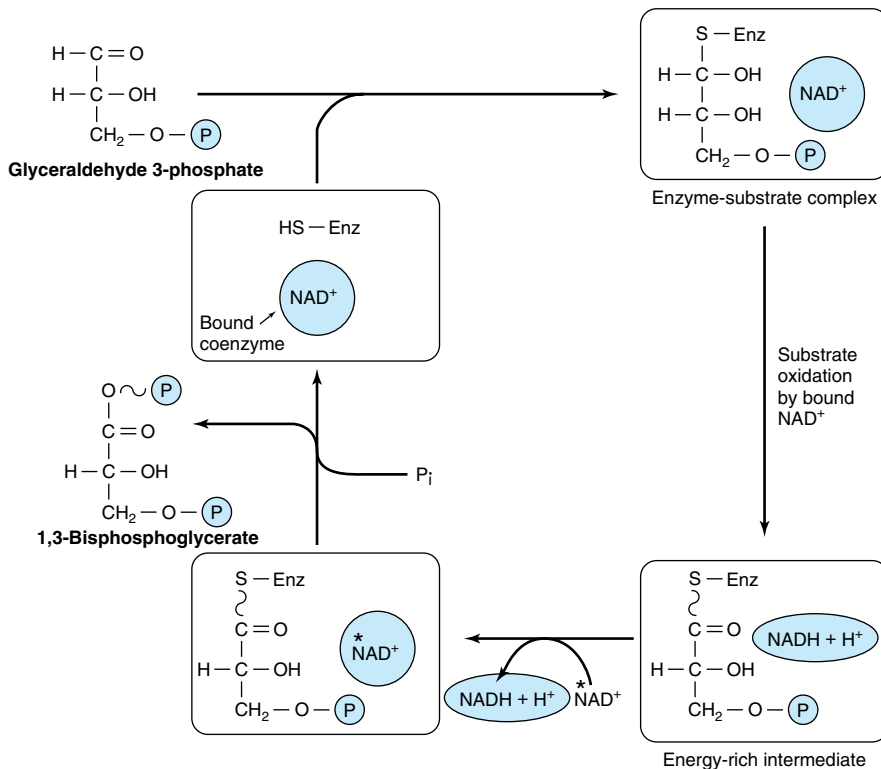 H—C=O
H—C—OH
CH₂—O—P
Glyceraldehyde 3-phosphate
S—Enz
H—C—OH
H—C—OH
CH₂—O—P
NAD⁺
Enzyme-substrate complex
HS—Enz
NAD⁺
Bound
coenzyme
Substrate
oxidation
by bound
NAD⁺
O~P
C=O
H—C—OH
CH₂—O—P
1,3-Bisphosphoglycerate
Pᵢ
S—Enz
C=O
H—C—OH
CH₂—O—P
*
NAD⁺
NADH + H⁺
*
NAD⁺
S—Enz
C=O
H—C—OH
CH₂—O—P
NADH + H⁺
Energy-rich intermediate